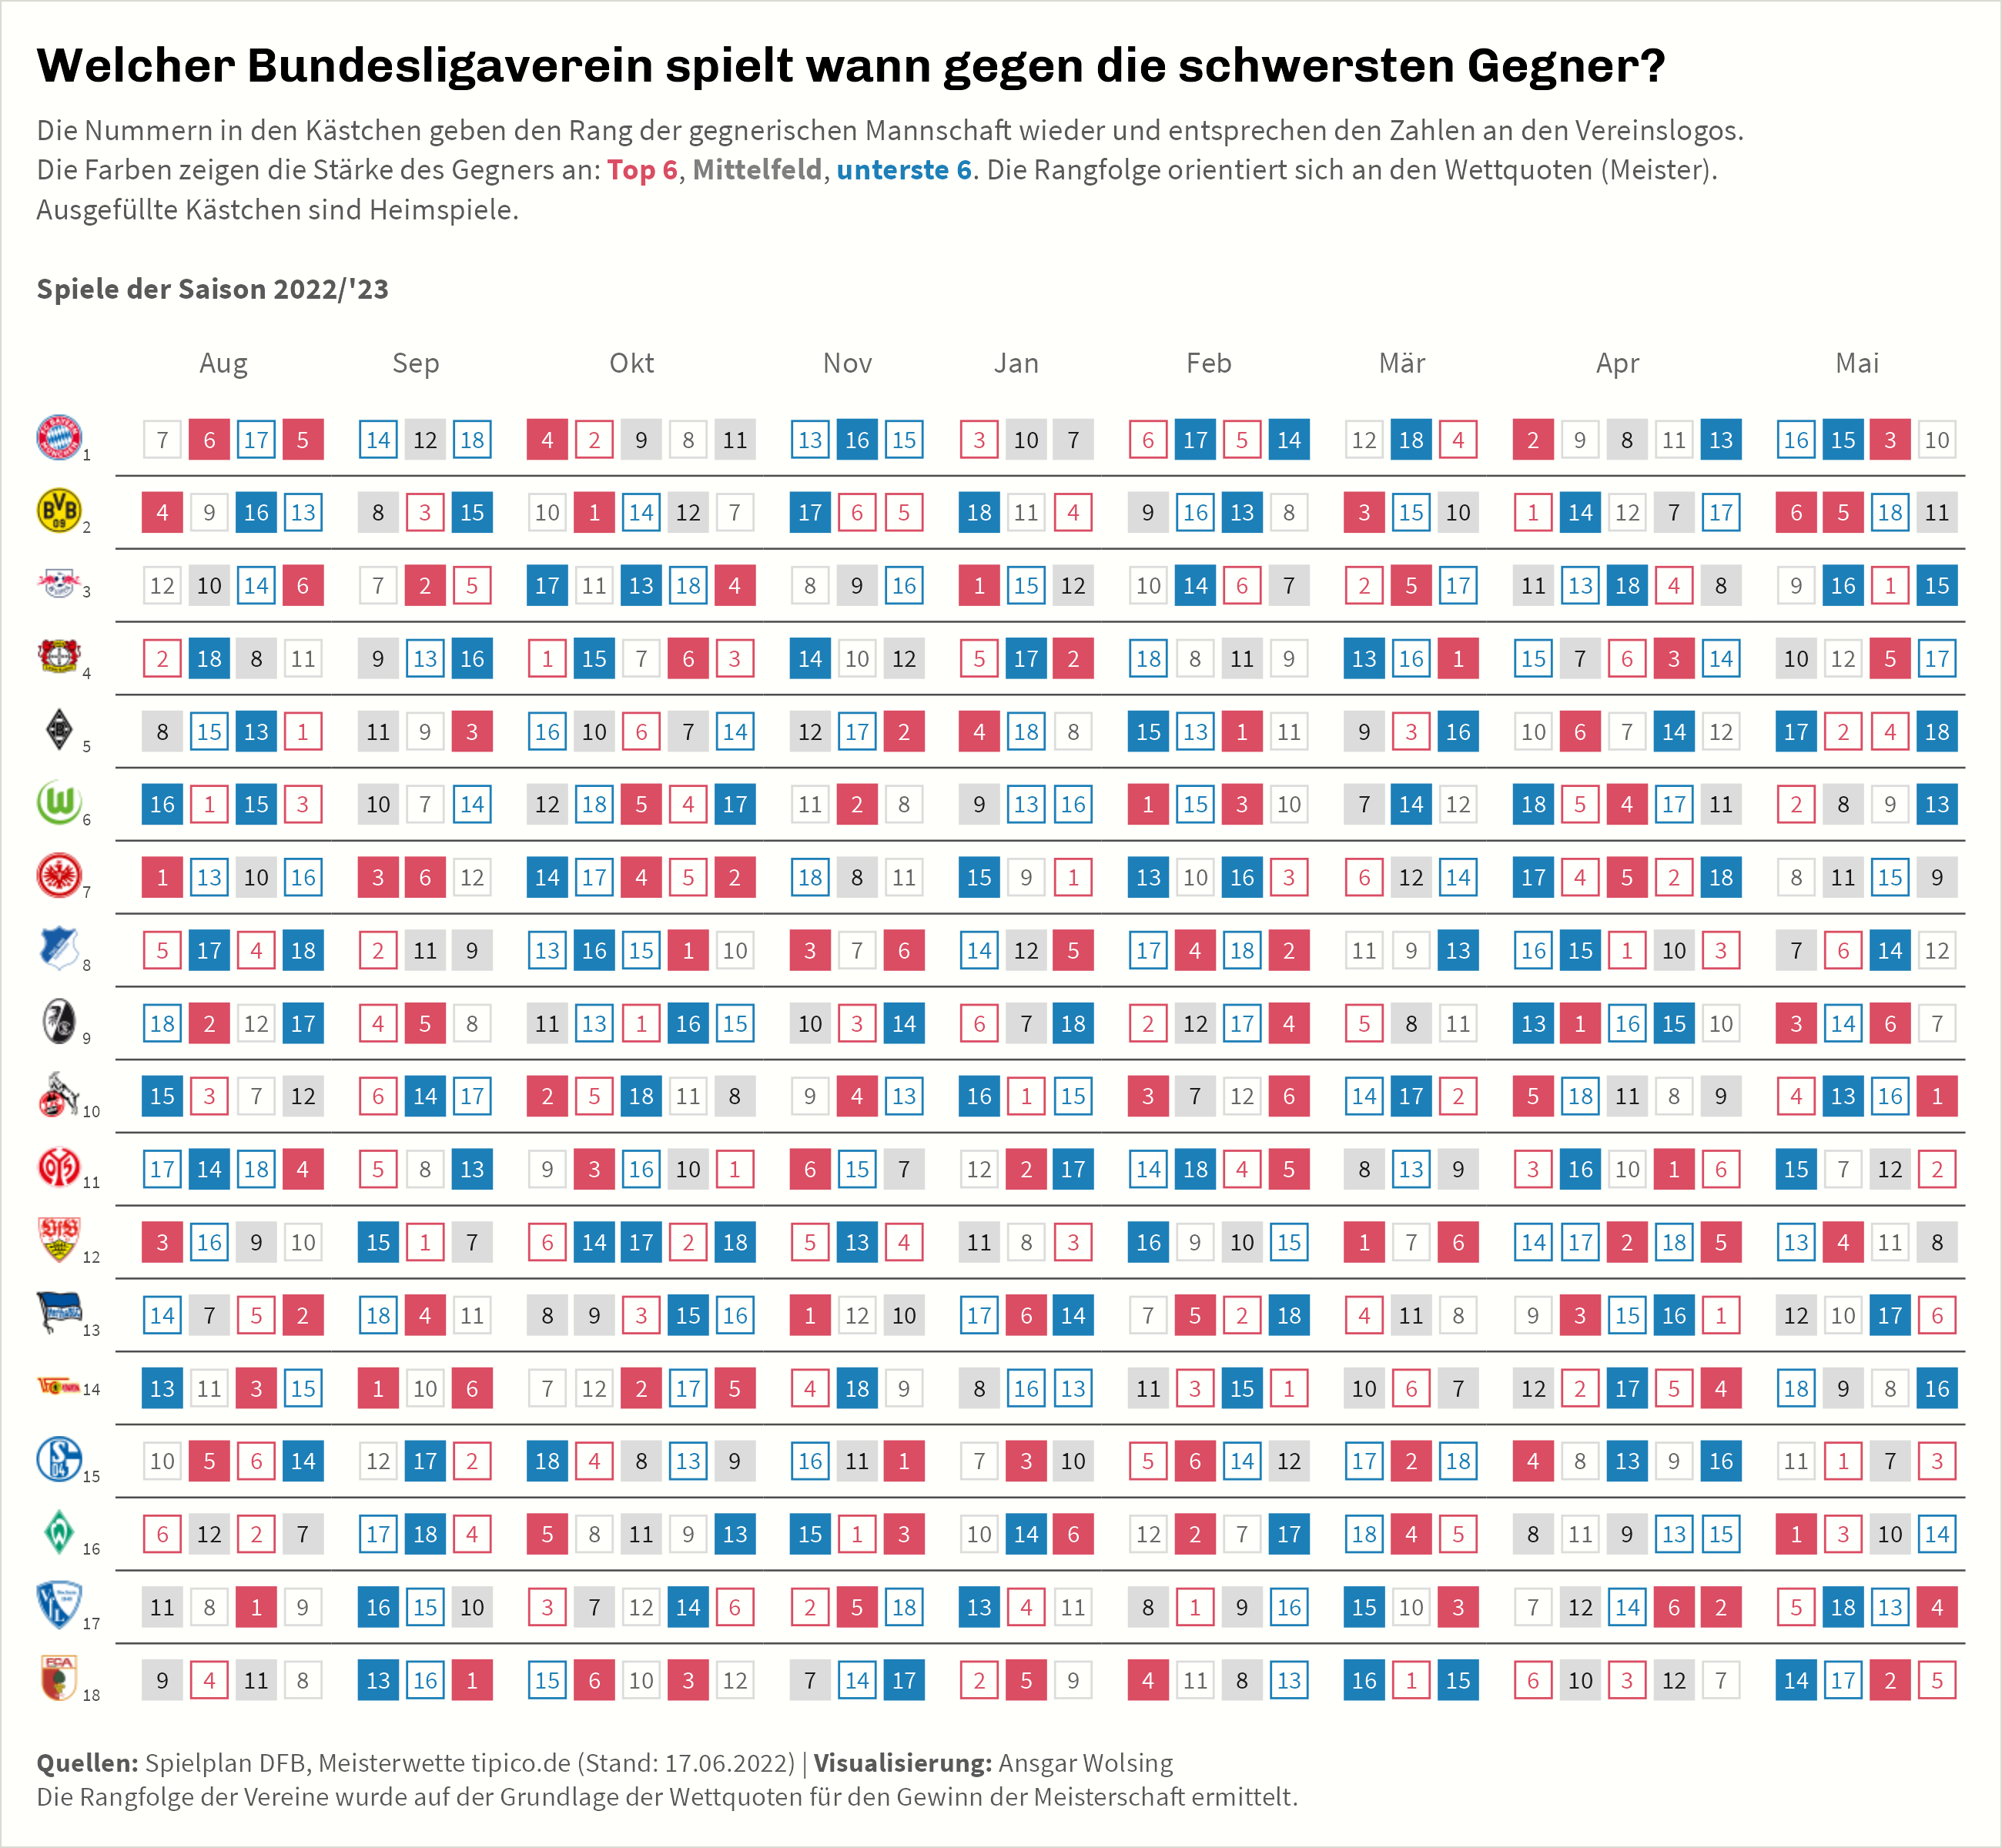 Welcher Bundesligaverein spielt wann gegen die schwersten Gegner?
Die Nummern in den Kästchen geben den Rang der gegnerischen Mannschaft wieder und entsprechen den Zahlen an den Vereinslogos.
Die Farben zeigen die Stärke des Gegners an: Top 6, Mittelfeld, unterste 6. Die Rangfolge orientiert sich an den Wettquoten (Meister).
Ausgefüllte Kästchen sind Heimspiele.
Spiele der Saison 2022/'23
Aug Sep Okt Nov Jan Feb Mär Apr Mai
1 7 6 17 5 14 12 18 4 2 9 8 11 13 16 15 3 10 7 6 17 5 14 12 18 4 2 9 8 11 13 16 15 3 10
BVB 09 2 4 9 16 13 8 3 15 10 1 14 12 7 17 6 5 18 11 4 9 16 13 8 3 15 10 1 14 12 7 17 6 5 18 11
3 12 10 14 6 7 2 5 17 11 13 18 4 8 9 16 1 15 12 10 14 6 7 2 5 17 11 13 18 4 8 9 16 1 15
4 2 18 8 11 9 13 16 1 15 7 6 3 14 10 12 5 17 2 18 8 11 9 13 16 1 15 7 6 3 14 10 12 5 17
5 8 15 13 1 11 9 3 16 10 6 7 14 12 17 2 4 18 8 15 13 1 11 9 3 16 10 6 7 14 12 17 2 4 18
6 16 1 15 3 10 7 14 12 18 5 4 17 11 2 8 9 13 16 1 15 3 10 7 14 12 18 5 4 17 11 2 8 9 13
7 1 13 10 16 3 6 12 14 17 4 5 2 18 8 11 15 9 1 13 10 16 3 6 12 14 17 4 5 2 18 8 11 15 9
8 5 17 4 18 2 11 9 13 16 15 1 10 3 7 6 14 12 5 17 4 18 2 11 9 13 16 15 1 10 3 7 6 14 12
9 18 2 12 17 4 5 8 11 13 1 16 15 10 3 14 6 7 18 2 12 17 4 5 8 11 13 1 16 15 10 3 14 6 7
10 15 3 7 12 6 14 17 2 5 18 11 8 9 4 13 16 1 15 3 7 12 6 14 17 2 5 18 11 8 9 4 13 16 1
11 17 14 18 4 5 8 13 9 3 16 10 1 6 15 7 12 2 17 14 18 4 5 8 13 9 3 16 10 1 6 15 7 12 2
12 3 16 9 10 15 1 7 6 14 17 2 18 5 13 4 11 8 3 16 9 10 15 1 7 6 14 17 2 18 5 13 4 11 8
13 14 7 5 2 18 4 11 8 9 3 15 16 1 12 10 17 6 14 7 5 2 18 4 11 8 9 3 15 16 1 12 10 17 6
14 13 11 3 15 1 10 6 7 12 2 17 5 4 18 9 8 16 13 11 3 15 1 10 6 7 12 2 17 5 4 18 9 8 16
S 04 15 10 5 6 14 12 17 2 18 4 8 13 9 16 11 1 7 3 10 5 6 14 12 17 2 18 4 8 13 9 16 11 1 7 3
16 6 12 2 7 17 18 4 5 8 11 9 13 15 1 3 10 14 6 12 2 7 17 18 4 5 8 11 9 13 15 1 3 10 14
17 11 8 1 9 16 15 10 3 7 12 14 6 2 5 18 13 4 11 8 1 9 16 15 10 3 7 12 14 6 2 5 18 13 4
FCA 18 9 4 11 8 13 16 1 15 6 10 3 12 7 14 17 2 5 9 4 11 8 13 16 1 15 6 10 3 12 7 14 17 2 5
Quellen: Spielplan DFB, Meisterwette tipico.de (Stand: 17.06.2022) | Visualisierung: Ansgar Wolsing
Die Rangfolge der Vereine wurde auf der Grundlage der Wettquoten für den Gewinn der Meisterschaft ermittelt.